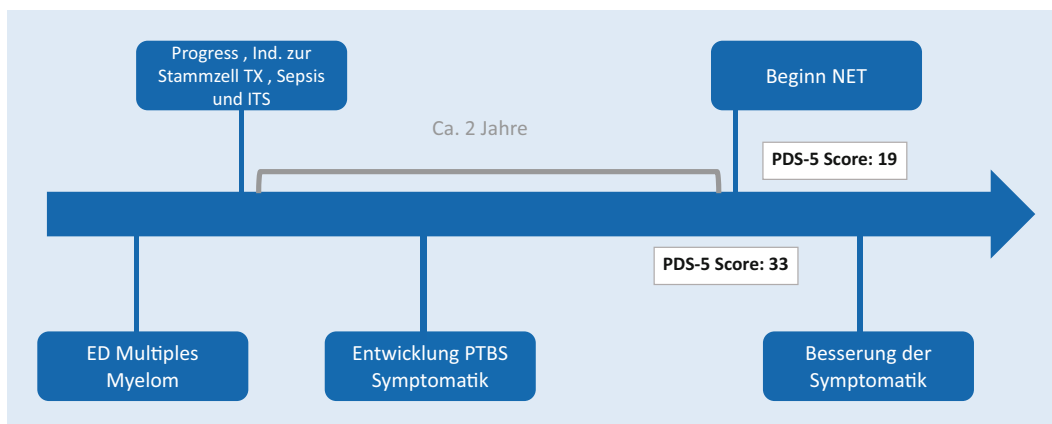 Progress , Ind. zur
Stammzell TX , Sepsis
und ITS
Beginn NET
Ca. 2 Jahre
PDS-5 Score: 19
PDS-5 Score: 33
ED Multiples
Myelom
Entwicklung PTBS
Symptomatik
Besserung der
Symptomatik